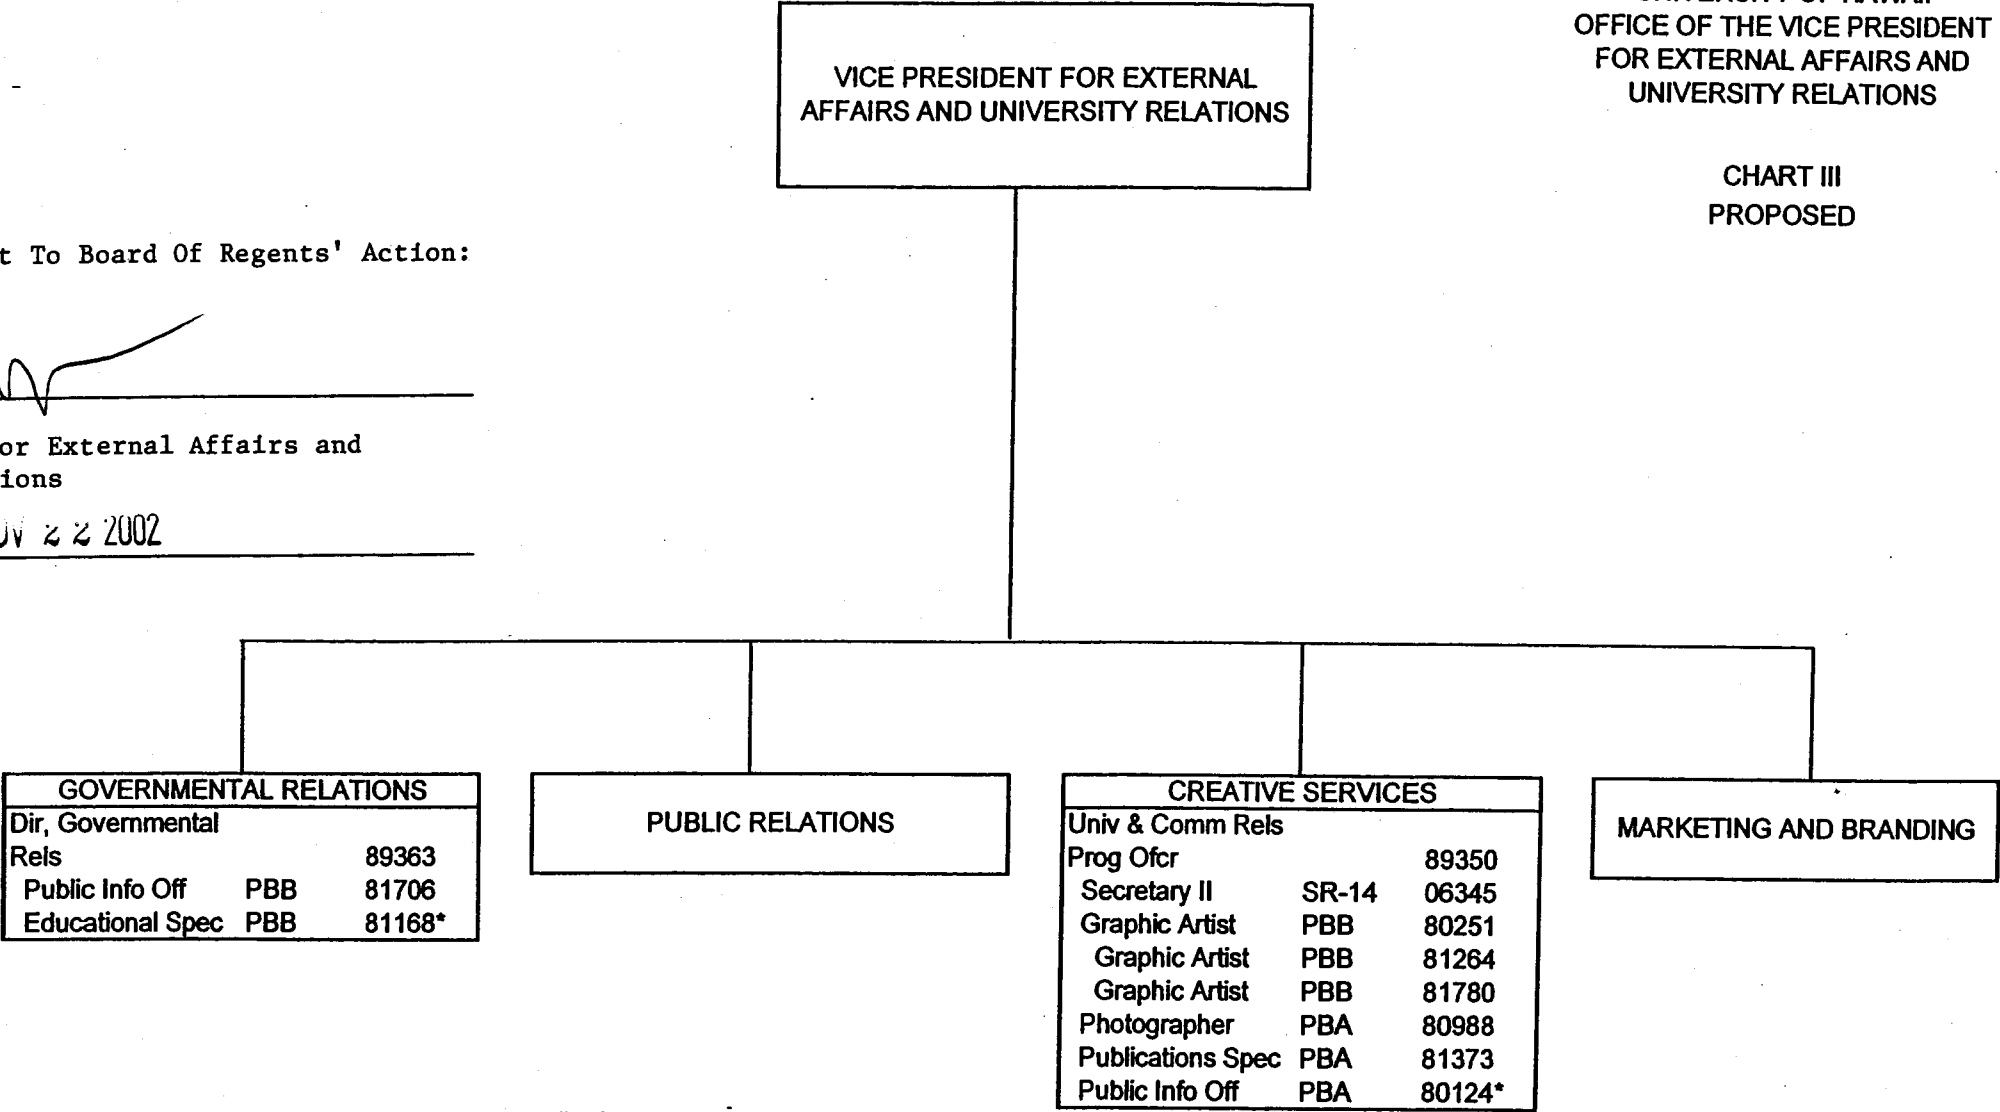 OFFICE OF THE VICE PRESIDENT
FOR EXTERNAL AFFAIRS AND
UNIVERSITY RELATIONS
CHART III
PROPOSED
VICE PRESIDENT FOR EXTERNAL
AFFAIRS AND UNIVERSITY RELATIONS
t To Board Of Regents' Action:
or External Affairs and
ions
2 2 2002
GOVERNMENTAL RELATIONS
Dir, Governmental
Rels 89363
Public Info Off PBB 81706
Educational Spec PBB 81168*
PUBLIC RELATIONS
CREATIVE SERVICES
Univ & Comm Rels
Prog Ofcr 89350
Secretary II SR-14 06345
Graphic Artist PBB 80251
Graphic Artist PBB 81264
Graphic Artist PBB 81780
Photographer PBA 80988
Publications Spec PBA 81373
Public Info Off PBA 80124*
MARKETING AND BRANDING